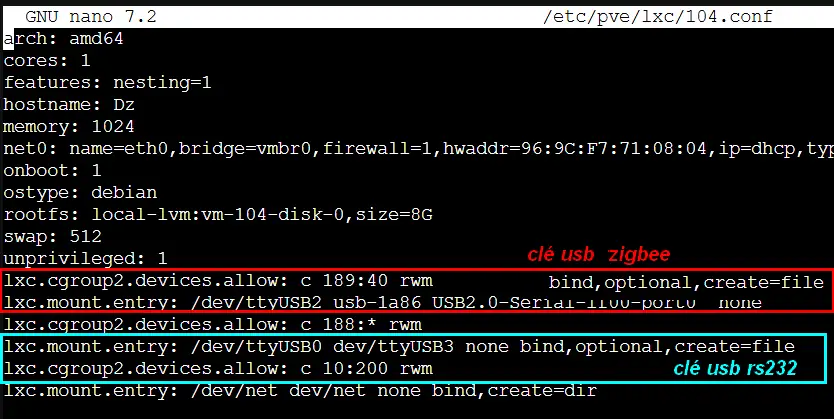 GNU nano 7.2 /etc/pve/lxc/104.conf
arch: amd64
cores: 1
features: nesting=1
hostname: Dz
memory: 1024
net0: name=eth0,bridge=vmbr0,firewall=1,hwaddr=96:9C:F7:71:08:04,ip=dhcp,typ
onboot: 1
ostype: debian
rootfs: local-lvm:vm-104-disk-0,size=8G
swap: 512
unprivileged: 1
clé usb zigbee
lxc.cgroup2.devices.allow: c 189:40 rwm
bind,optional,create=file
lxc.mount.entry: /dev/ttyUSB2 usb-1a86 USB2.0-Serial-if00-port0 none
lxc.cgroup2.devices.allow: c 188:* rwm
lxc.mount.entry: /dev/ttyUSB0 dev/ttyUSB3 none bind,optional,create=file
lxc.cgroup2.devices.allow: c 10:200 rwm
clé usb rs232
lxc.mount.entry: /dev/net dev/net none bind,create=dir